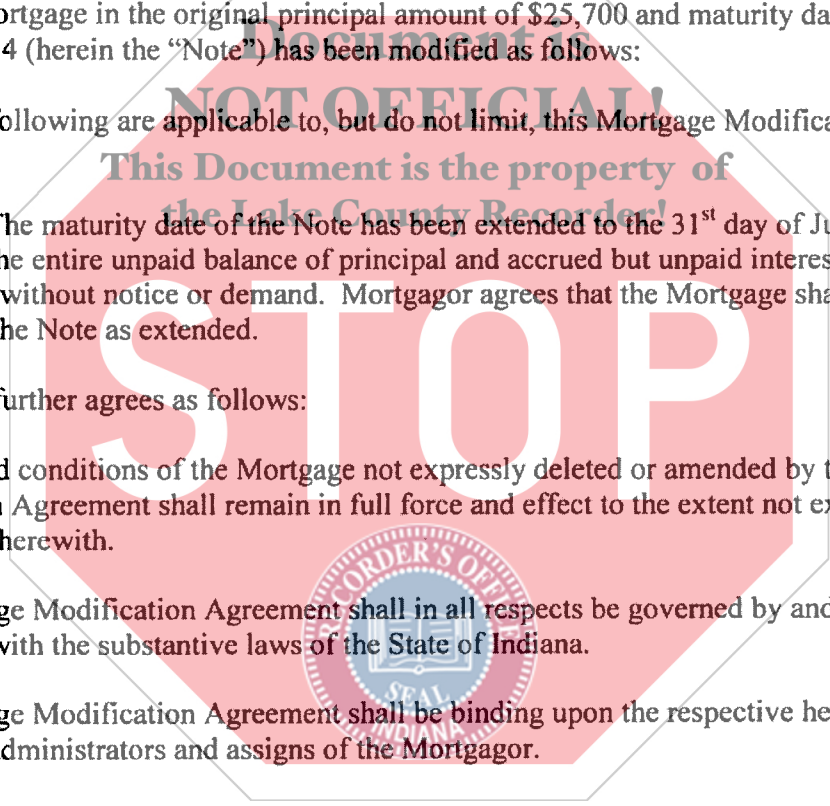 ortgage in the original principal amount of $25,700 and maturity da
Document is
4 (herein the “Note”) has been modified as follows:
NOT OFFICIAL!
ollowing are applicable to, but do not limit, this Mortgage Modifica
This Document is the property of
the Lake County Recorder!
he maturity date of the Note has been extended to the 31st day of Ju
he entire unpaid balance of principal and accrued but unpaid interes
without notice or demand. Mortgagor agrees that the Mortgage sha
he Note as extended.
STOP
further agrees as follows:
d conditions of the Mortgage not expressly deleted or amended by t
Agreement shall remain in full force and effect to the extent not ex
herewith.
RECORDER'S OFFICE
ge Modification Agreement shall in all respects be governed by and
with the substantive laws of the State of Indiana.
SEAL
INDIANA
ge Modification Agreement shall be binding upon the respective he
dministrators and assigns of the Mortgagor.